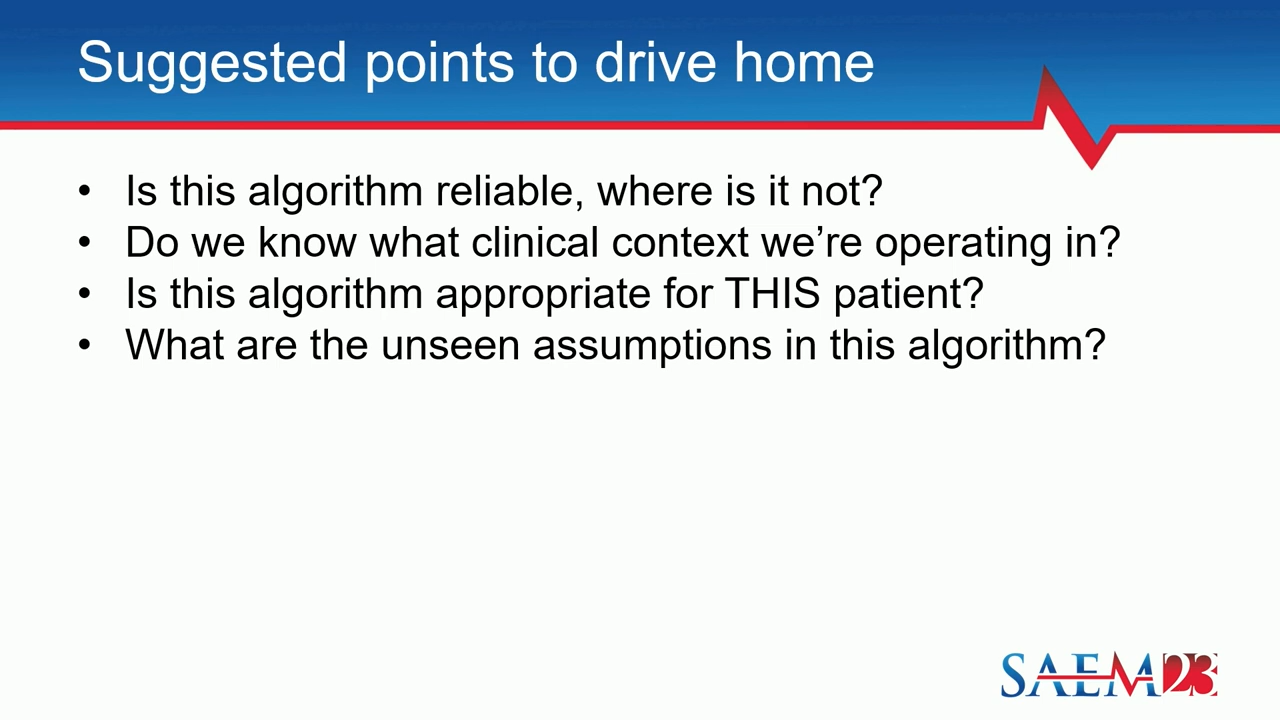 Suggested points to drive home
• Is this algorithm reliable, where is it not?
• Do we know what clinical context we’re operating in?
• Is this algorithm appropriate for THIS patient?
• What are the unseen assumptions in this algorithm?
SAEM23